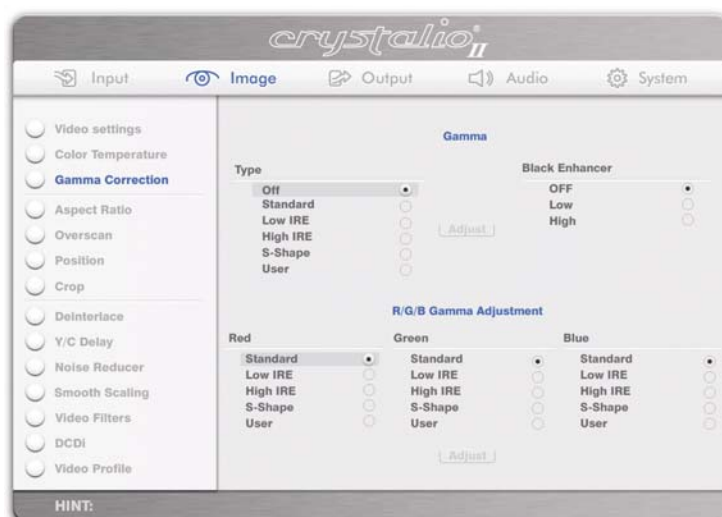 crystalio® II
Input Image Output Audio System
Video settings
Color Temperature
Gamma Correction
Aspect Ratio
Overscan
Position
Crop
Deinterlace
Y/C Delay
Noise Reducer
Smooth Scaling
Video Filters
DCDi
Video Profile
Gamma
Type
Off
Standard
Low IRE
High IRE
S-Shape
User
Adjust
Black Enhancer
OFF
Low
High
R/G/B Gamma Adjustment
Red
Standard
Low IRE
High IRE
S-Shape
User
Green
Standard
Low IRE
High IRE
S-Shape
User
Blue
Standard
Low IRE
High IRE
S-Shape
User
Adjust
HINT: